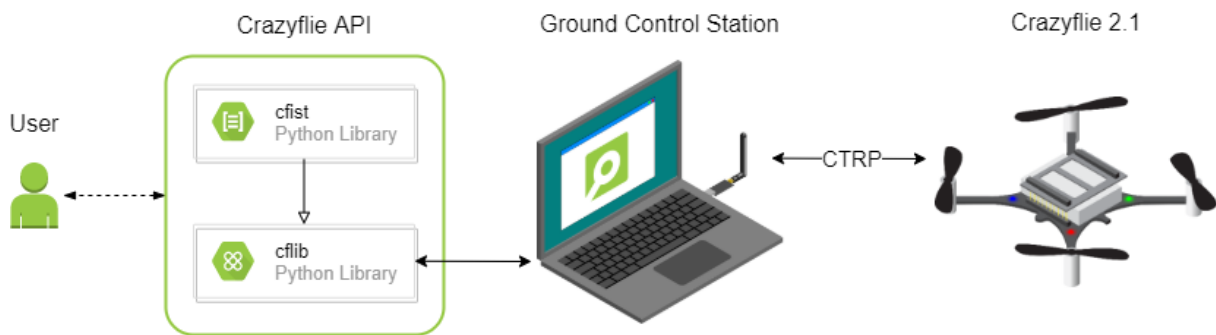 Crazyflie API
Ground Control Station
Crazyflie 2.1
User
cfist
Python Library
CTRP
cflib
Python Library